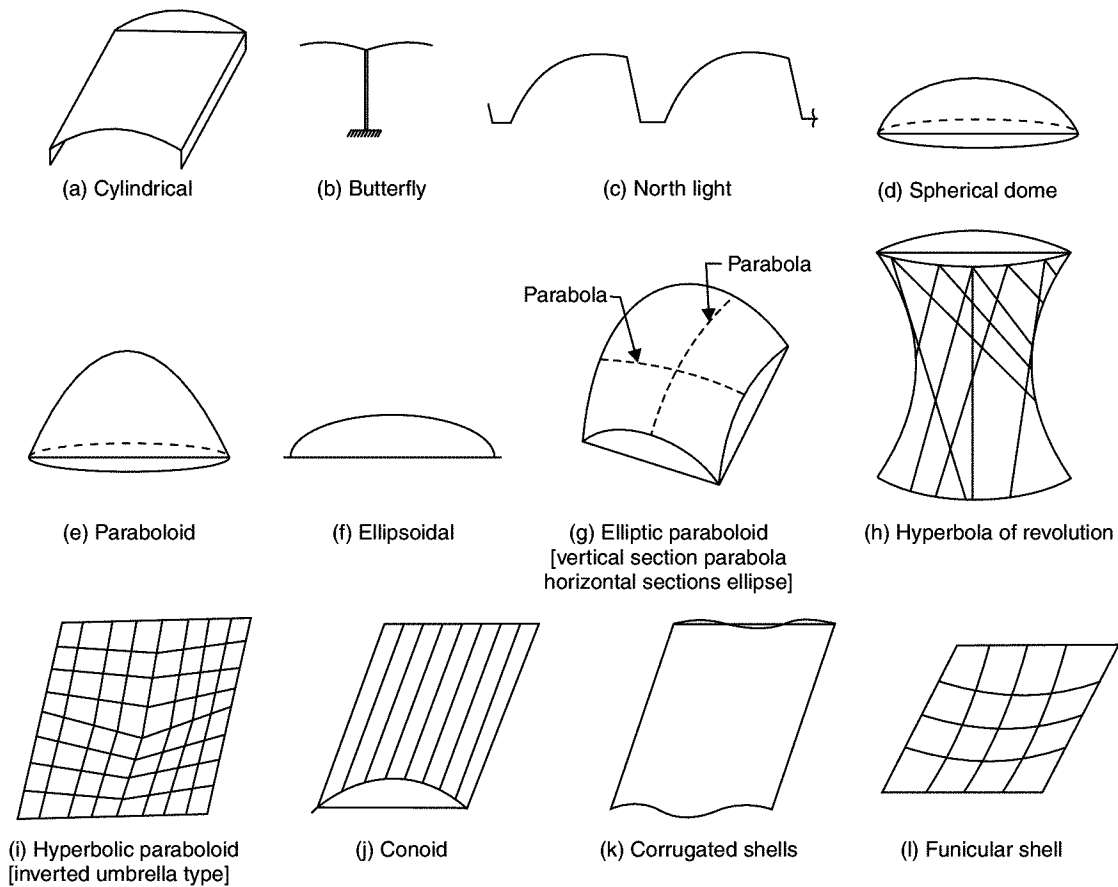 (a) Cylindrical
(b) Butterfly
(c) North light
(d) Spherical dome
Parabola
Parabola
(e) Paraboloid
(f) Ellipsoidal
(g) Elliptic paraboloid
[vertical section parabola
horizontal sections ellipse]
(h) Hyperbola of revolution
(i) Hyperbolic paraboloid
[inverted umbrella type]
(j) Conoid
(k) Corrugated shells
(l) Funicular shell